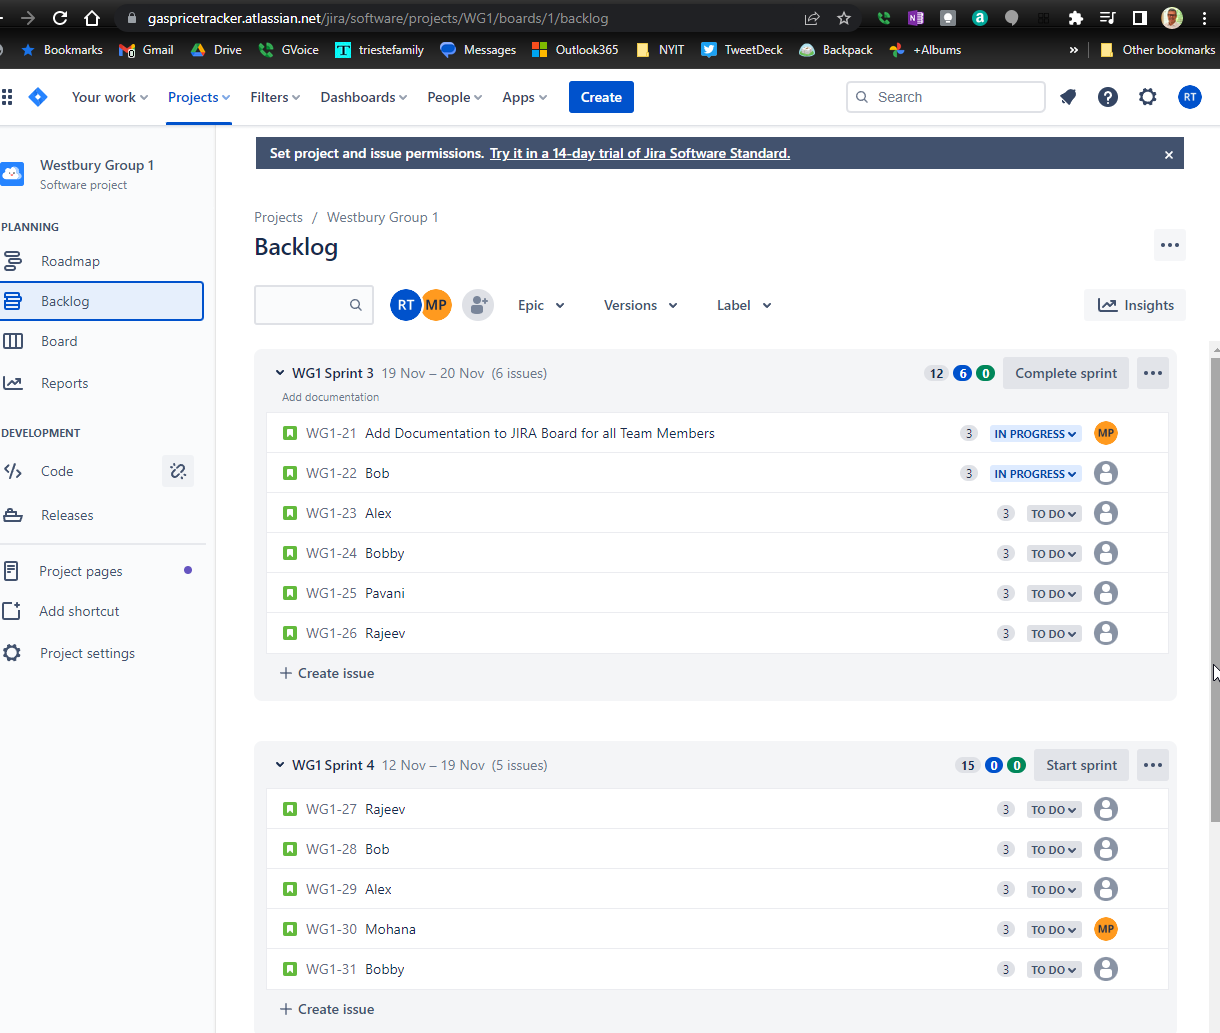 gaspricetracker.atlassian.net/jira/software/projects/WG1/boards/1/backlog
Bookmarks Gmail Drive GVoice triestefamily Messages Outlook365 NYIT TweetDeck Backpack +Albums » Other bookmarks
Your work Projects Filters Dashboards People Apps Create Search RT
Westbury Group 1
Software project
Set project and issue permissions. Try it in a 14-day trial of Jira Software Standard.
PLANNING
Roadmap
Backlog
Board
Reports
DEVELOPMENT
Code
Releases
Project pages
Add shortcut
Project settings
Projects / Westbury Group 1
Backlog
RT MP Epic Versions Label Insights
WG1 Sprint 3 19 Nov – 20 Nov (6 issues) 12 6 0 Complete sprint
Add documentation
WG1-21 Add Documentation to JIRA Board for all Team Members 3 IN PROGRESS MP
WG1-22 Bob 3 IN PROGRESS
WG1-23 Alex 3 TO DO
WG1-24 Bobby 3 TO DO
WG1-25 Pavani 3 TO DO
WG1-26 Rajeev 3 TO DO
+ Create issue
WG1 Sprint 4 12 Nov – 19 Nov (5 issues) 15 0 0 Start sprint
WG1-27 Rajeev 3 TO DO
WG1-28 Bob 3 TO DO
WG1-29 Alex 3 TO DO
WG1-30 Mohana 3 TO DO MP
WG1-31 Bobby 3 TO DO
+ Create issue